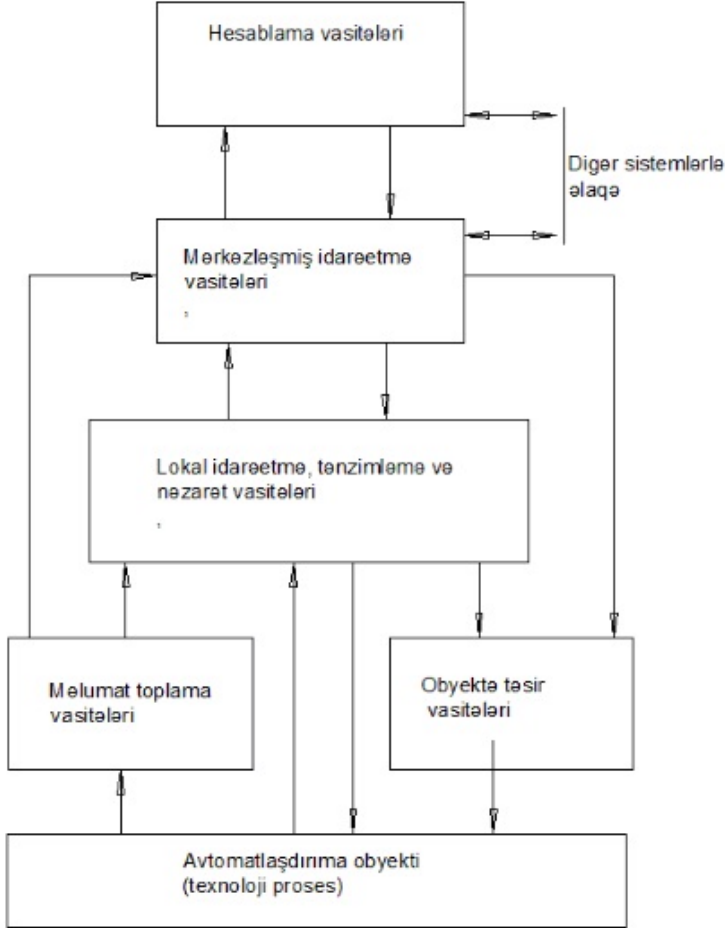 Hesablama vasitələri
Digər sistemlərlə
əlaqə
Mərkəzləşmiş idarəetmə
vasitələri
,
Lokal idarəetmə, tənzimləmə və
nəzarət vasitələri
,
Məlumat toplama
vasitələri
Obyektə təsir
vasitələri
Avtomatlaşdırıma obyekti
(texnoloji proses)